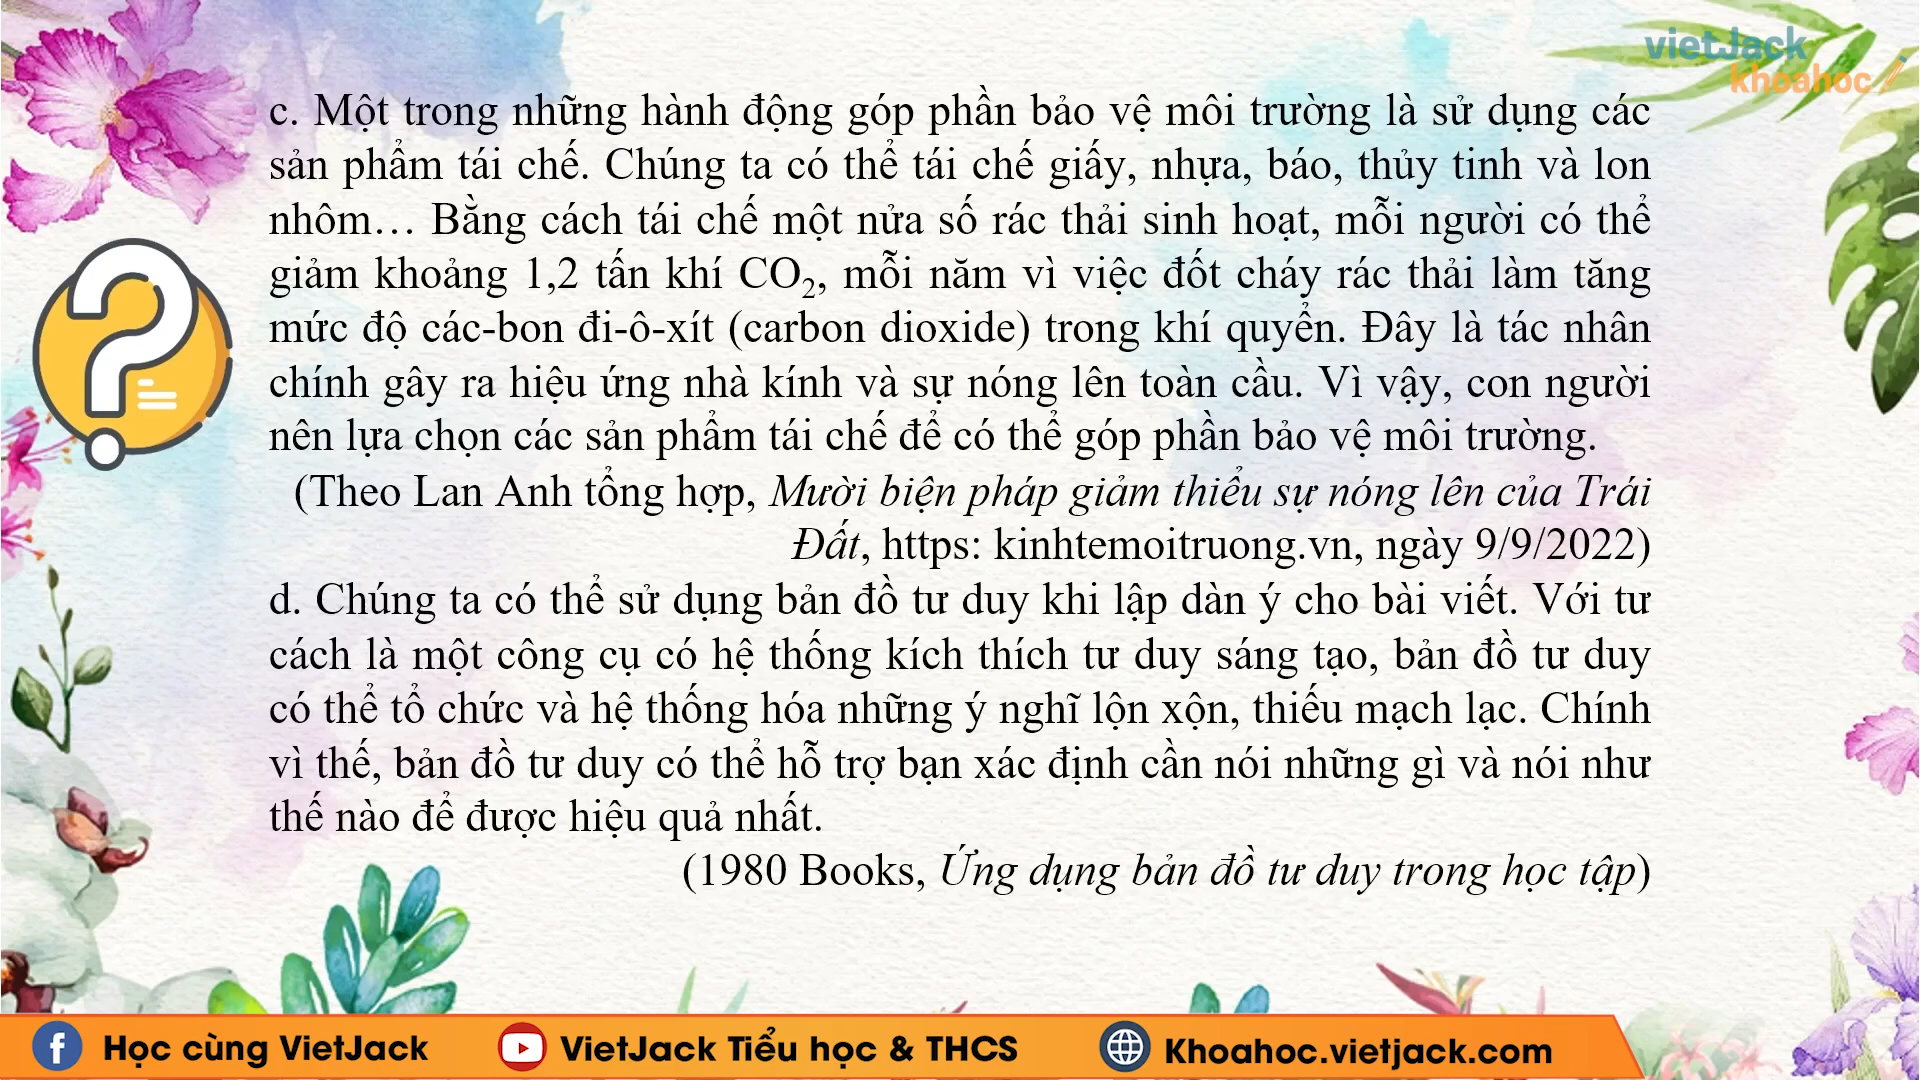 vietJack
khoahoc
c. Một trong những hành động góp phần bảo vệ môi trường là sử dụng các
sản phẩm tái chế. Chúng ta có thể tái chế giấy, nhựa, báo, thủy tinh và lon
nhôm… Bằng cách tái chế một nửa số rác thải sinh hoạt, mỗi người có thể
giảm khoảng 1,2 tấn khí CO₂, mỗi năm vì việc đốt cháy rác thải làm tăng
mức độ các-bon đi-ô-xít (carbon dioxide) trong khí quyển. Đây là tác nhân
chính gây ra hiệu ứng nhà kính và sự nóng lên toàn cầu. Vì vậy, con người
nên lựa chọn các sản phẩm tái chế để có thể góp phần bảo vệ môi trường.
(Theo Lan Anh tổng hợp, Mười biện pháp giảm thiểu sự nóng lên của Trái
Đất, https: kinhtemoitruong.vn, ngày 9/9/2022)
d. Chúng ta có thể sử dụng bản đồ tư duy khi lập dàn ý cho bài viết. Với tư
cách là một công cụ có hệ thống kích thích tư duy sáng tạo, bản đồ tư duy
có thể tổ chức và hệ thống hóa những ý nghĩ lộn xộn, thiếu mạch lạc. Chính
vì thế, bản đồ tư duy có thể hỗ trợ bạn xác định cần nói những gì và nói như
thế nào để được hiệu quả nhất.
(1980 Books, Ứng dụng bản đồ tư duy trong học tập)
Học cùng VietJack
VietJack Tiểu học & THCS
Khoahoc.vietjack.com